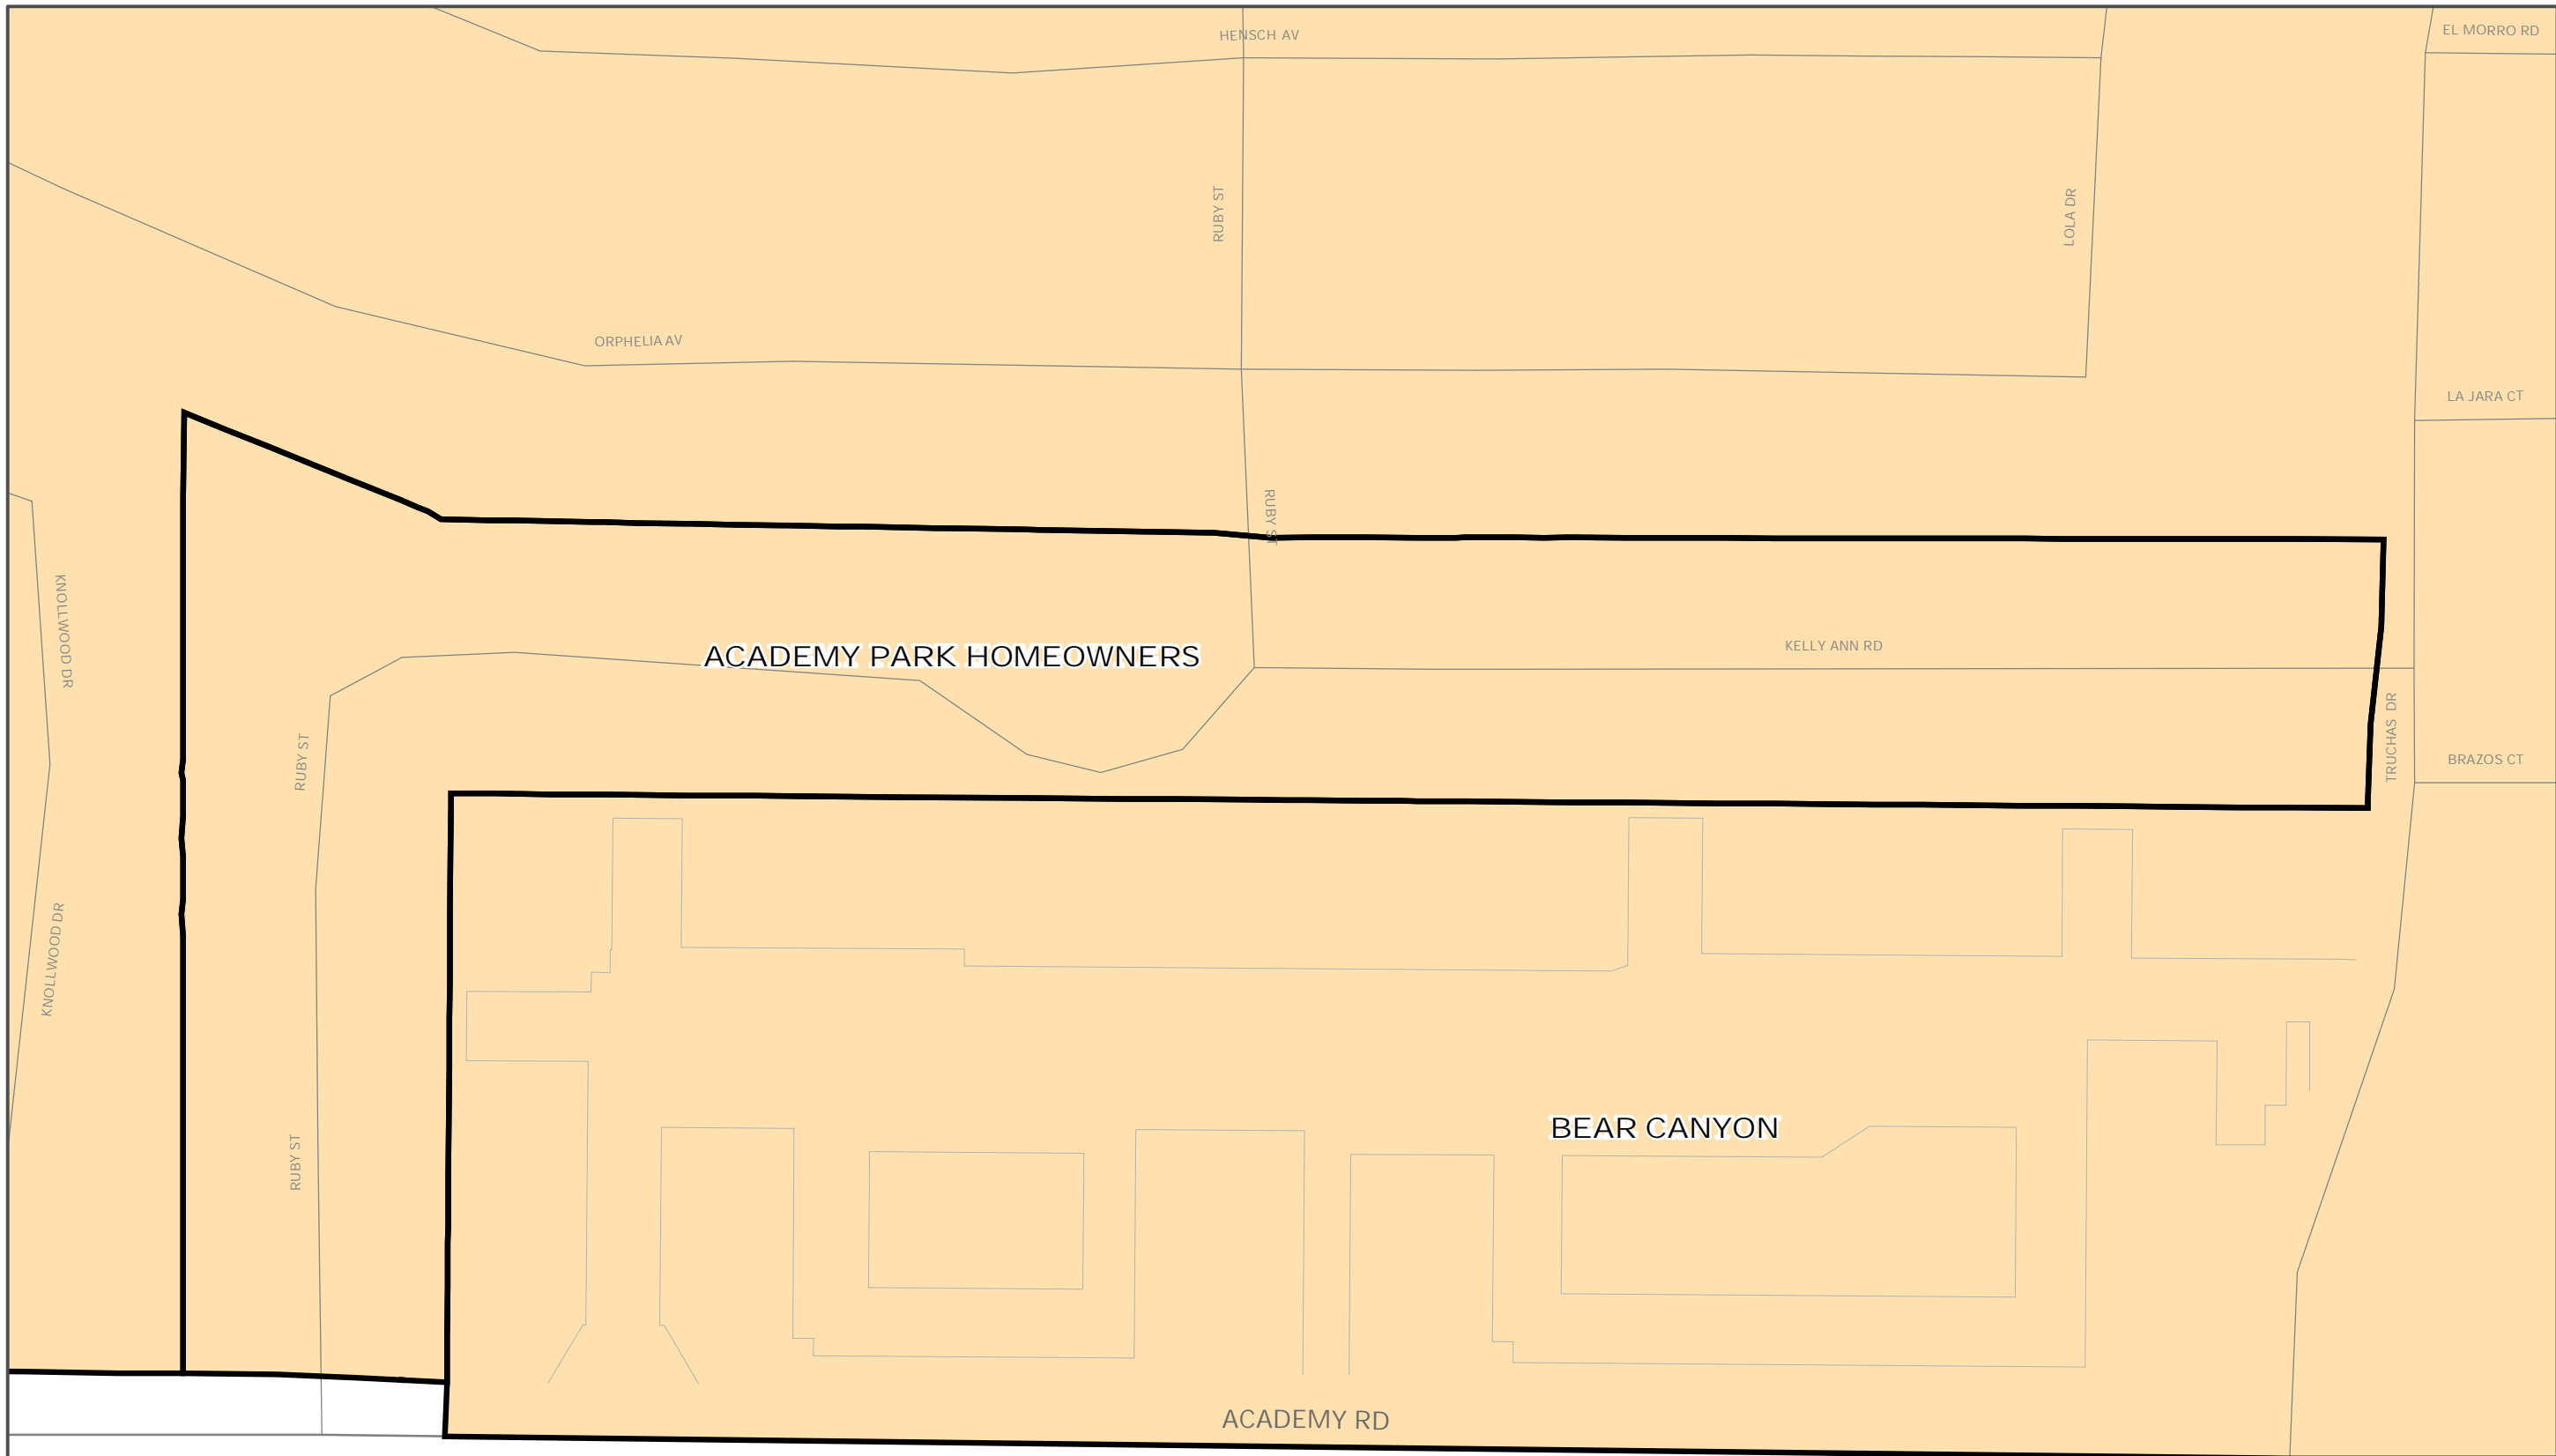 EL MORRO RD
HENSCH AV
RUBY ST
LOLA DR
ORPHELIA AV
LA JARA CT
RUBY ST
KNOLLWOOD DR
KELLY ANN RD
ACADEMY PARK HOMEOWNERS
TRUCHAS DR
RUBY ST
BRAZOS CT
KNOLLWOOD DR
BEAR CANYON
RUBY ST
ACADEMY RD